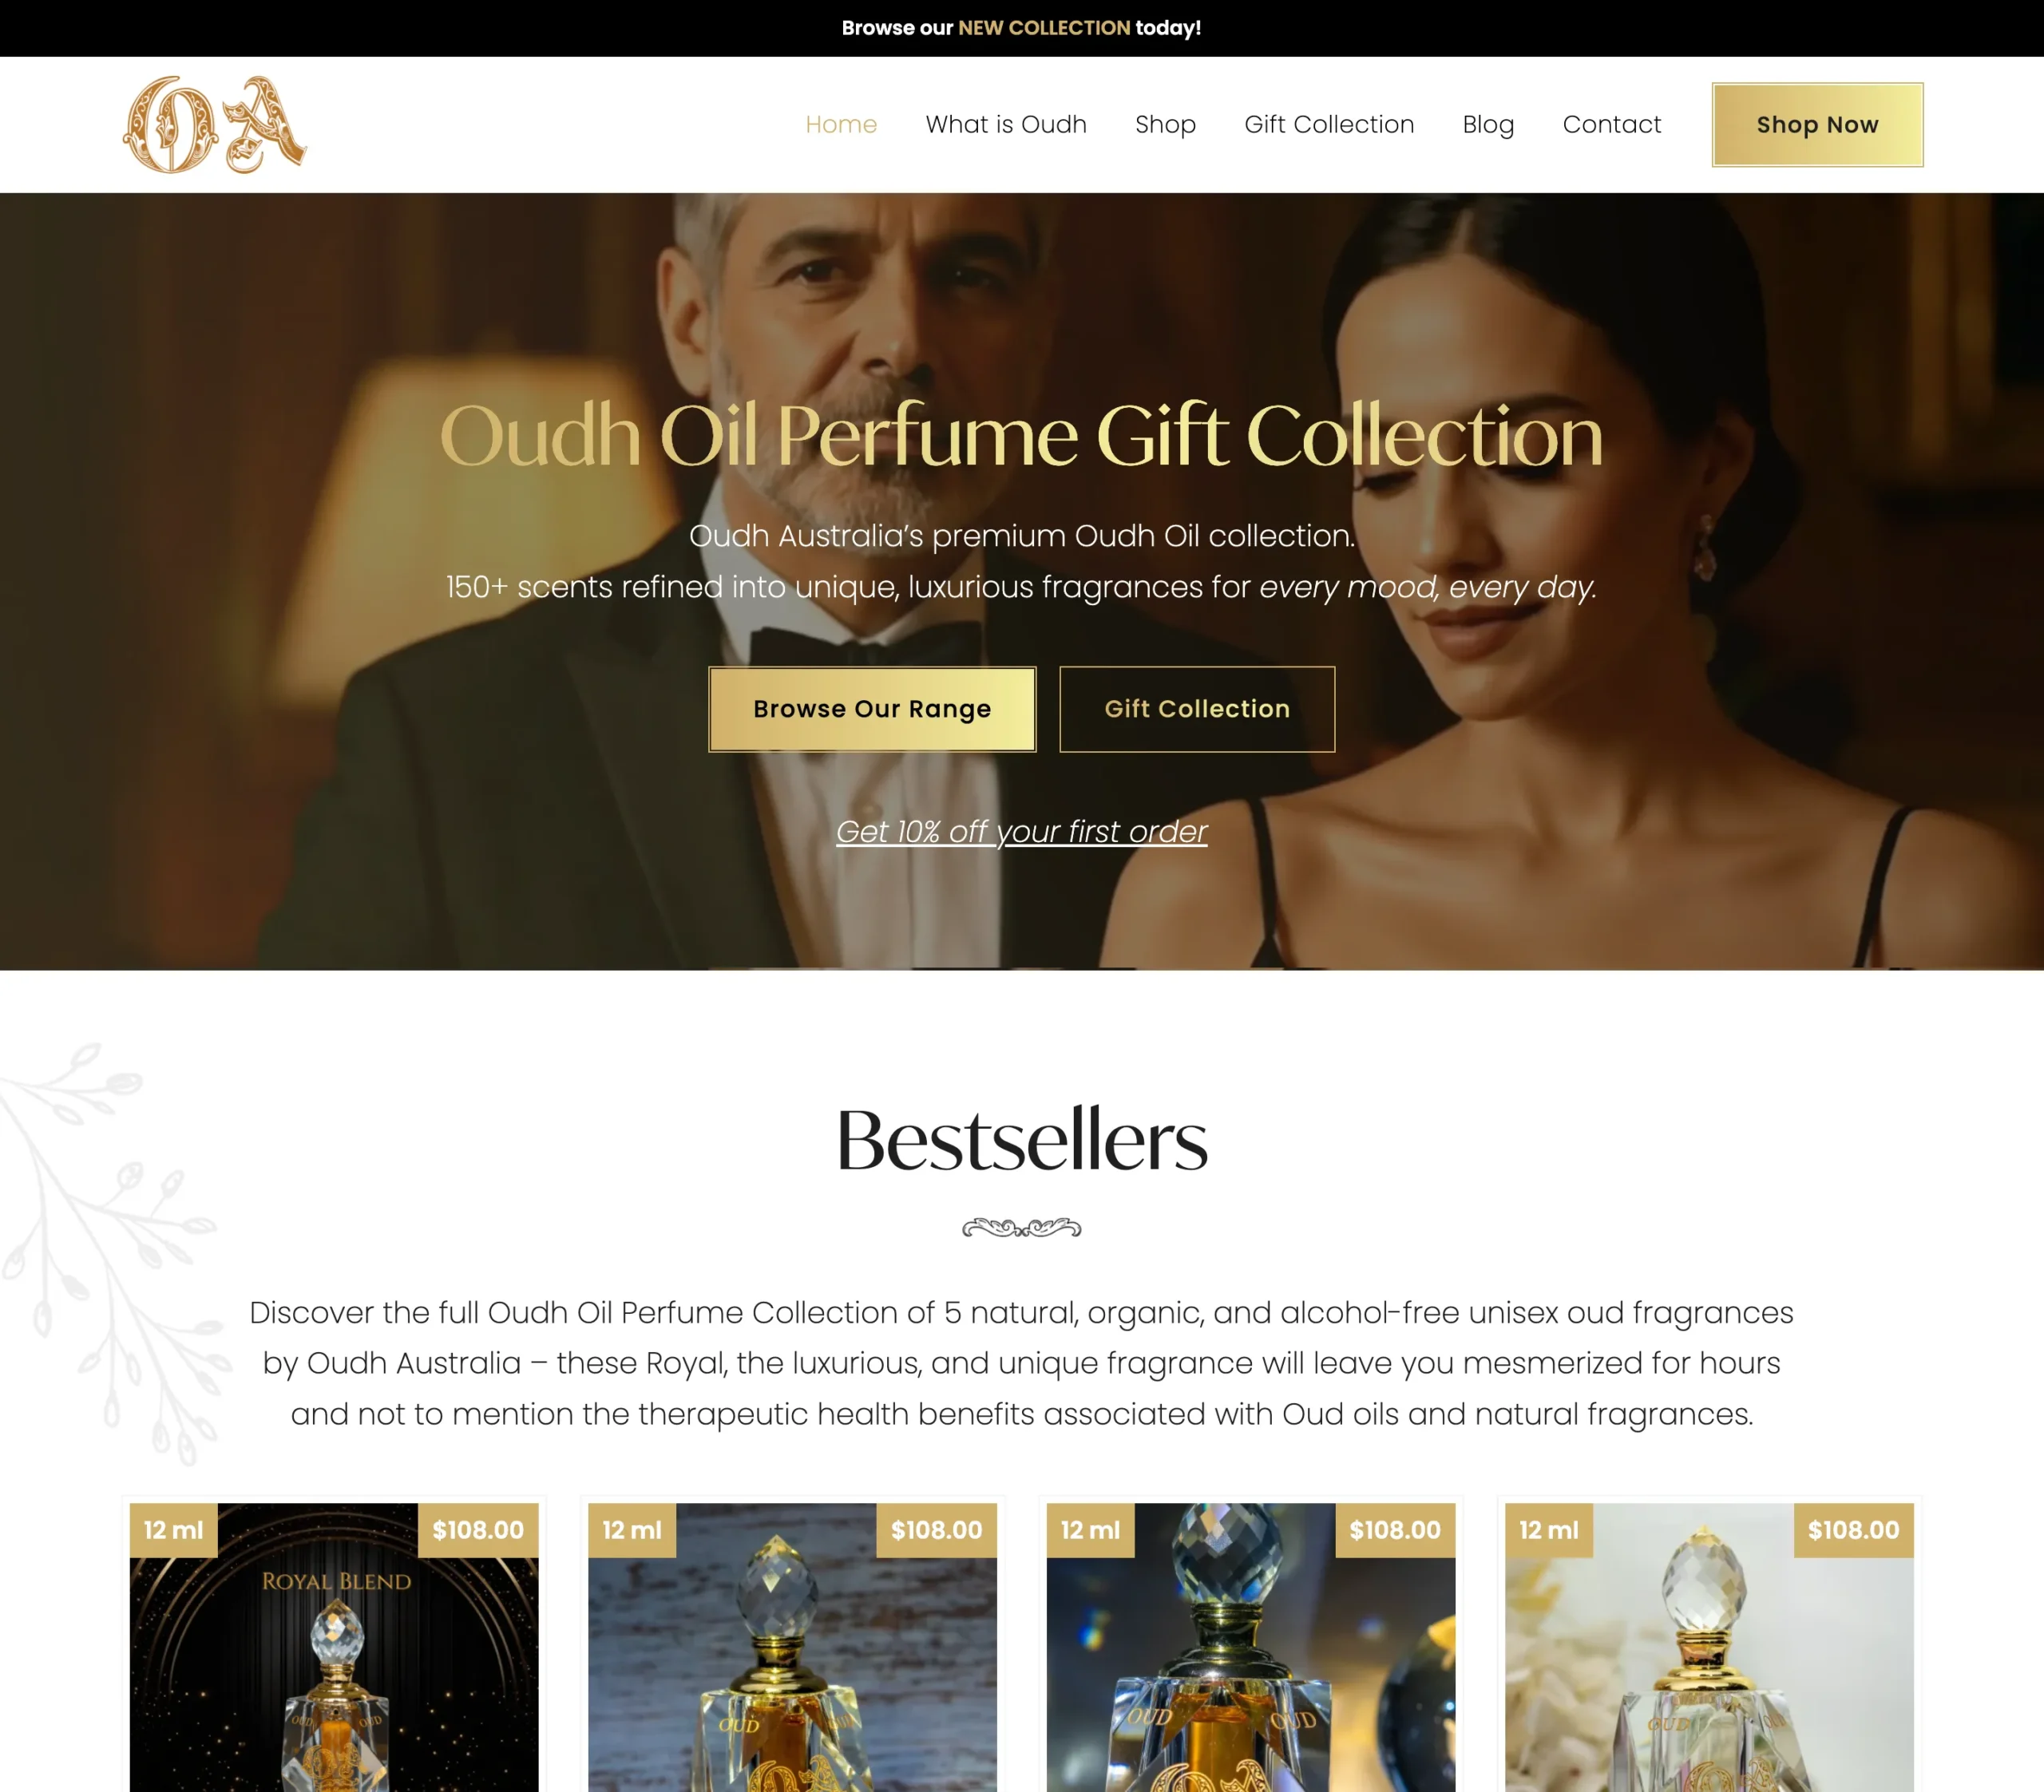 Browse our NEW COLLECTION today!
OA
Home
What is Oudh
Shop
Gift Collection
Blog
Contact
Shop Now
Oudh Oil Perfume Gift Collection
Oudh Australia’s premium Oudh Oil collection.
150+ scents refined into unique, luxurious fragrances for every mood, every day.
Browse Our Range
Gift Collection
Get 10% off your first order
Bestsellers
Discover the full Oudh Oil Perfume Collection of 5 natural, organic, and alcohol-free unisex oud fragrances
by Oudh Australia – these Royal, the luxurious, and unique fragrance will leave you mesmerized for hours
and not to mention the therapeutic health benefits associated with Oud oils and natural fragrances.
12 ml
$108.00
ROYAL BLEND
OUD
OUD
OA
12 ml
$108.00
OUD
OUD
OA
12 ml
$108.00
OUD
OUD
OA
12 ml
$108.00
OUD
OUD
OA